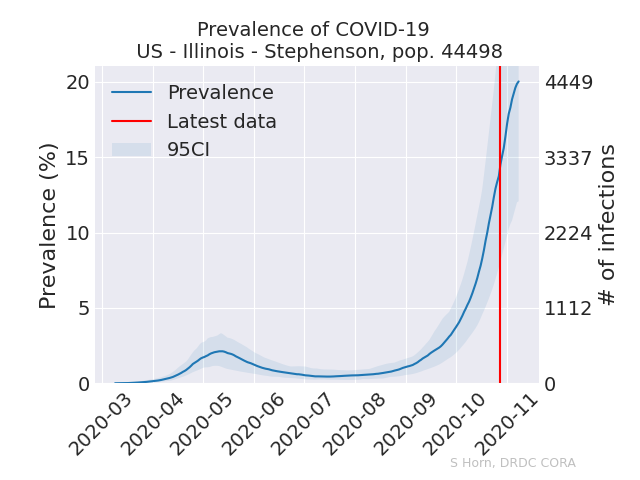 Prevalence of COVID-19
US - Illinois - Stephenson, pop. 44498
Prevalence
Latest data
95CI
Prevalence (%)
20
15
10
5
0
4449
3337
2224
1112
0
# of infections
2020-03
2020-04
2020-05
2020-06
2020-07
2020-08
2020-09
2020-10
2020-11
S Horn, DRDC CORA